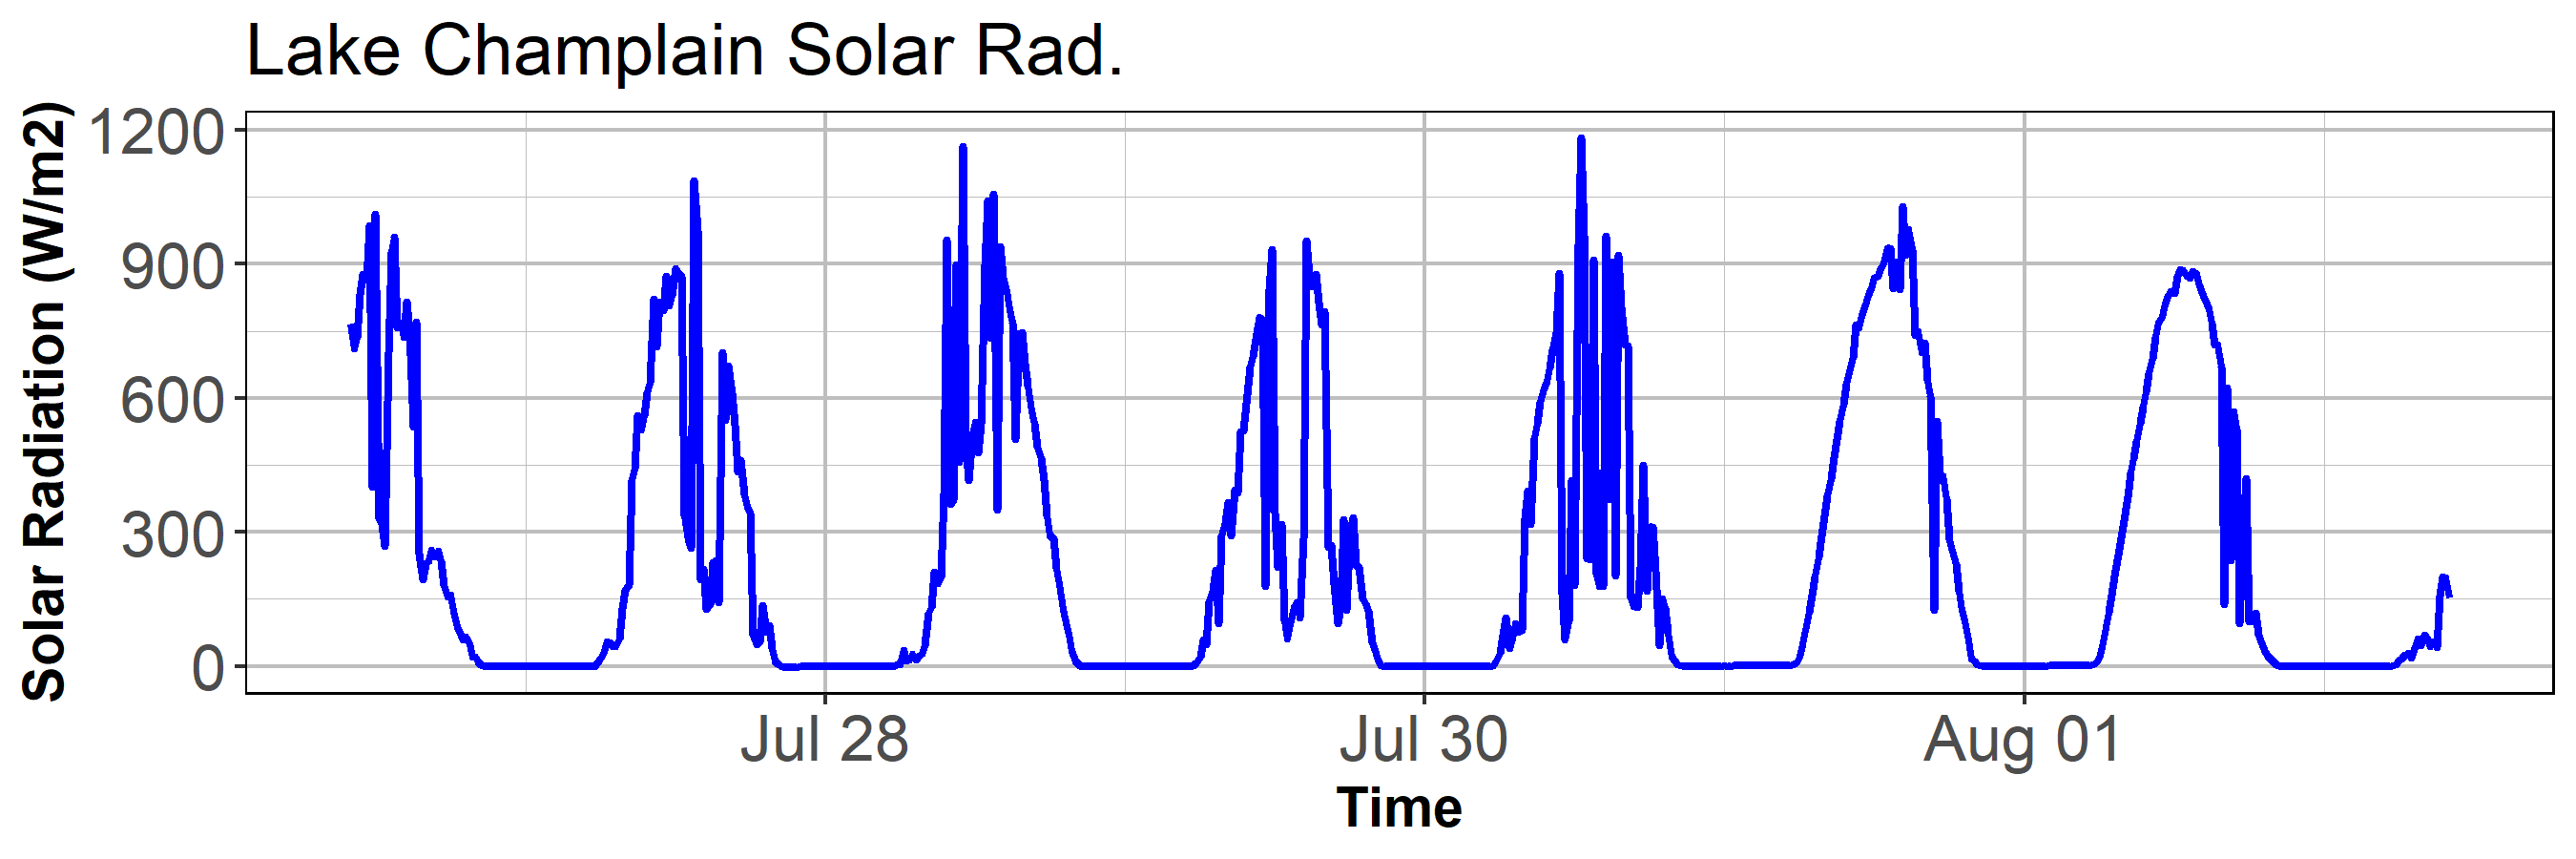 Lake Champlain Solar Rad.
Solar Radiation (W/m2)
1200
900
600
300
0
Jul 28
Jul 30
Aug 01
Time